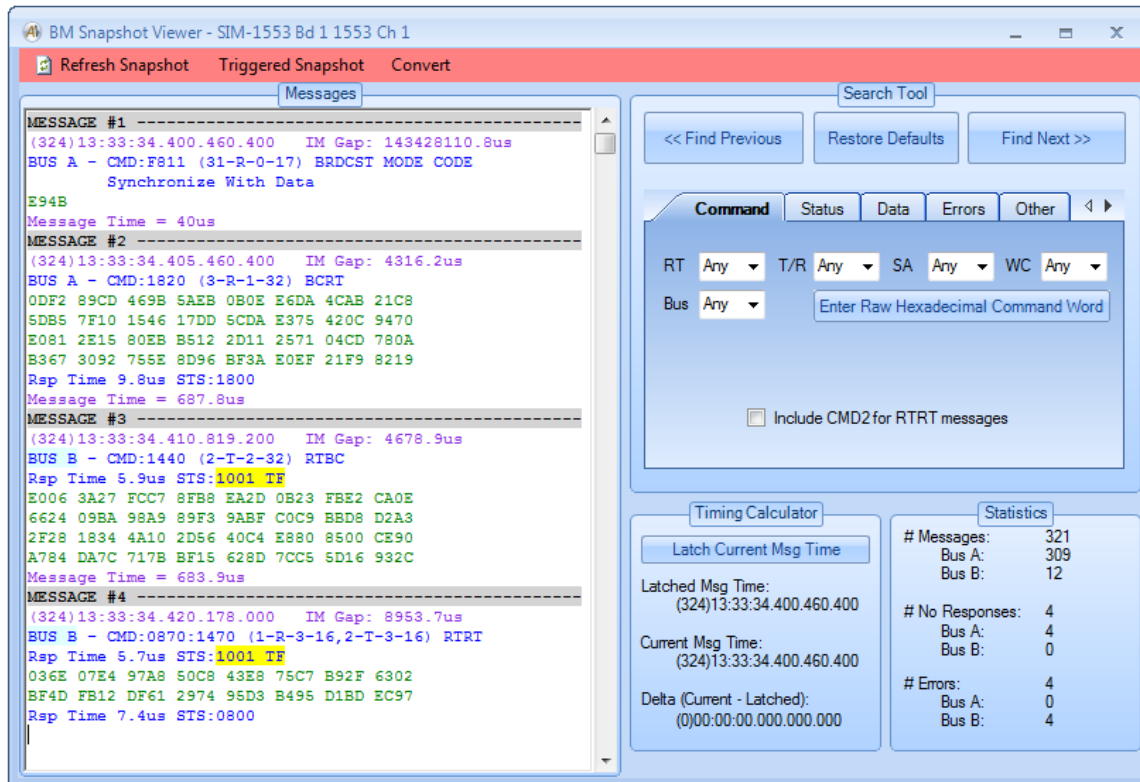 BM Snapshot Viewer - SIM-1553 Bd 1 1553 Ch 1
Refresh Snapshot Triggered Snapshot Convert
Messages
MESSAGE #1 ------------------------------------------------
(324)13:33:34.400.460.400 IM Gap: 143428110.8us
BUS A - CMD:F811 (31-R-0-17) BRDCST MODE CODE
Synchronize With Data
E94B
Message Time = 40us
MESSAGE #2 ------------------------------------------------
(324)13:33:34.405.460.400 IM Gap: 4316.2us
BUS A - CMD:1820 (3-R-1-32) BCRT
0DF2 89CD 469B 5AEB 0B0E E6DA 4CAB 21C8
5DB5 7F10 1546 17DD 5CDA E375 420C 9470
E081 2E15 80EB B512 2D11 2571 04CD 780A
B367 3092 755E 8D96 BF3A E0EF 21F9 8219
Rsp Time 9.8us STS:1800
Message Time = 687.8us
MESSAGE #3 ------------------------------------------------
(324)13:33:34.410.819.200 IM Gap: 4678.9us
BUS B - CMD:1440 (2-T-2-32) RTBC
Rsp Time 5.9us STS:1001 TF
E006 3A27 FCC7 8FB8 EA2D 0B23 FBE2 CA0E
6624 09BA 98A9 89F3 9ABF C0C9 BBD8 D2A3
2F28 1834 4A10 2D56 40C4 E880 8500 CE90
A784 DA7C 717B BF15 628D 7CC5 5D16 932C
Message Time = 683.9us
MESSAGE #4 ------------------------------------------------
(324)13:33:34.420.178.000 IM Gap: 8953.7us
BUS B - CMD:0870:1470 (1-R-3-16,2-T-3-16) RTRT
Rsp Time 5.7us STS:1001 TF
036E 07E4 97A8 50C8 43E8 75C7 B92F 6302
BF4D FB12 DF61 2974 95D3 B495 D1BD EC97
Rsp Time 7.4us STS:0800
Search Tool
<< Find Previous
Restore Defaults
Find Next >>
Command Status Data Errors Other
RT Any T/R Any SA Any WC Any
Bus Any Enter Raw Hexadecimal Command Word
Include CMD2 for RTRT messages
Timing Calculator
Latch Current Msg Time
Latched Msg Time:
(324)13:33:34.400.460.400
Current Msg Time:
(324)13:33:34.400.460.400
Delta (Current - Latched):
(0)00:00:00.000.000.000
Statistics
# Messages: 321
Bus A: 309
Bus B: 12
# No Responses: 4
Bus A: 4
Bus B: 0
# Errors: 4
Bus A: 0
Bus B: 4